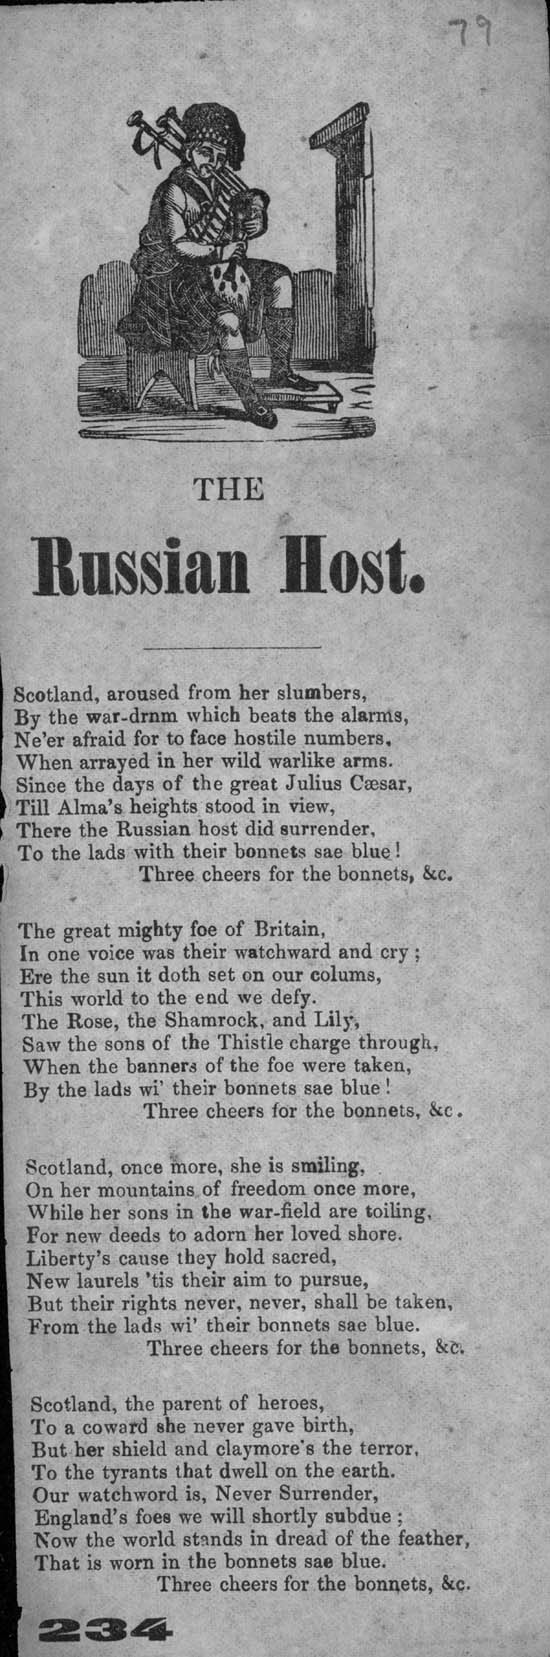 79
THE
Russian Host.
Scotland, aroused from her slumbers,
By the war-drnm which beats the alarms,
Ne'er afraid for to face hostile numbers,
When arrayed in her wild warlike arms.
Since the days of the great Julius Cæsar,
Till Alma's heights stood in view,
There the Russian host did surrender,
To the lads with their bonnets sae blue!
Three cheers for the bonnets, &c.
The great mighty foe of Britain,
In one voice was their watchward and cry;
Ere the sun it doth set on our colums,
This world to the end we defy.
The Rose, the Shamrock, and Lily,
Saw the sons of the Thistle charge through,
When the banners of the foe were taken,
By the lads wi' their bonnets sae blue!
Three cheers for the bonnets, &c.
Scotland, once more, she is smiling,
On her mountains of freedom once more,
While her sons in the war-field are toiling,
For new deeds to adorn her loved shore.
Liberty's cause they hold sacred,
New laurels 'tis their aim to pursue,
But their rights never, never, shall be taken,
From the lads wi' their bonnets sae blue.
Three cheers for the bonnets, &c.
Scotland, the parent of heroes,
To a coward she never gave birth,
But her shield and claymore's the terror,
To the tyrants that dwell on the earth.
Our watchword is, Never Surrender,
England's foes we will shortly subdue;
Now the world stands in dread of the feather,
That is worn in the bonnets sae blue.
Three cheers for the bonnets, &c.
234